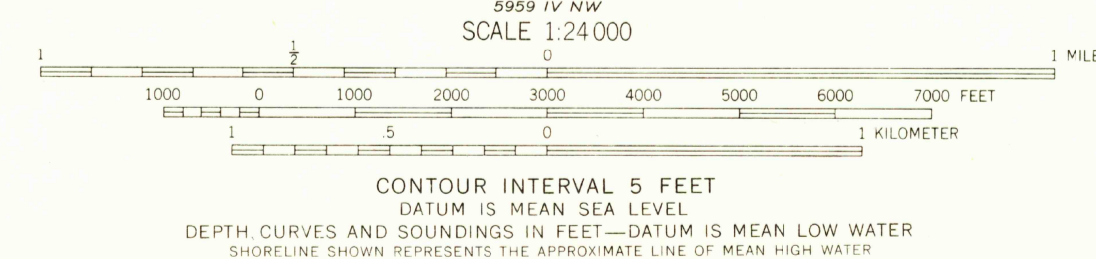 5959 IV NW
SCALE 1:24 000
1 ½ 0 1 MILE
1000 0 1000 2000 3000 4000 5000 6000 7000 FEET
1 .5 0 1 KILOMETER
CONTOUR INTERVAL 5 FEET
DATUM IS MEAN SEA LEVEL
DEPTH CURVES AND SOUNDINGS IN FEET—DATUM IS MEAN LOW WATER
SHORELINE SHOWN REPRESENTS THE APPROXIMATE LINE OF MEAN HIGH WATER